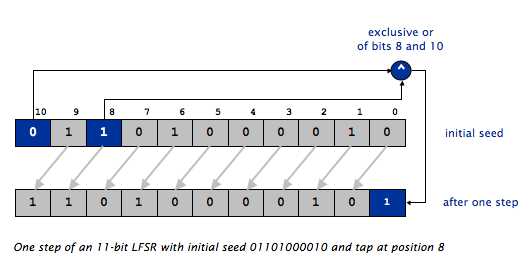 exclusive or
of bits 8 and 10
^
10 9 8 7 6 5 4 3 2 1 0
0 1 1 0 1 0 0 0 0 1 0 initial seed
1 1 0 1 0 0 0 0 1 0 1 after one step
One step of an 11-bit LFSR with initial seed 01101000010 and tap at position 8